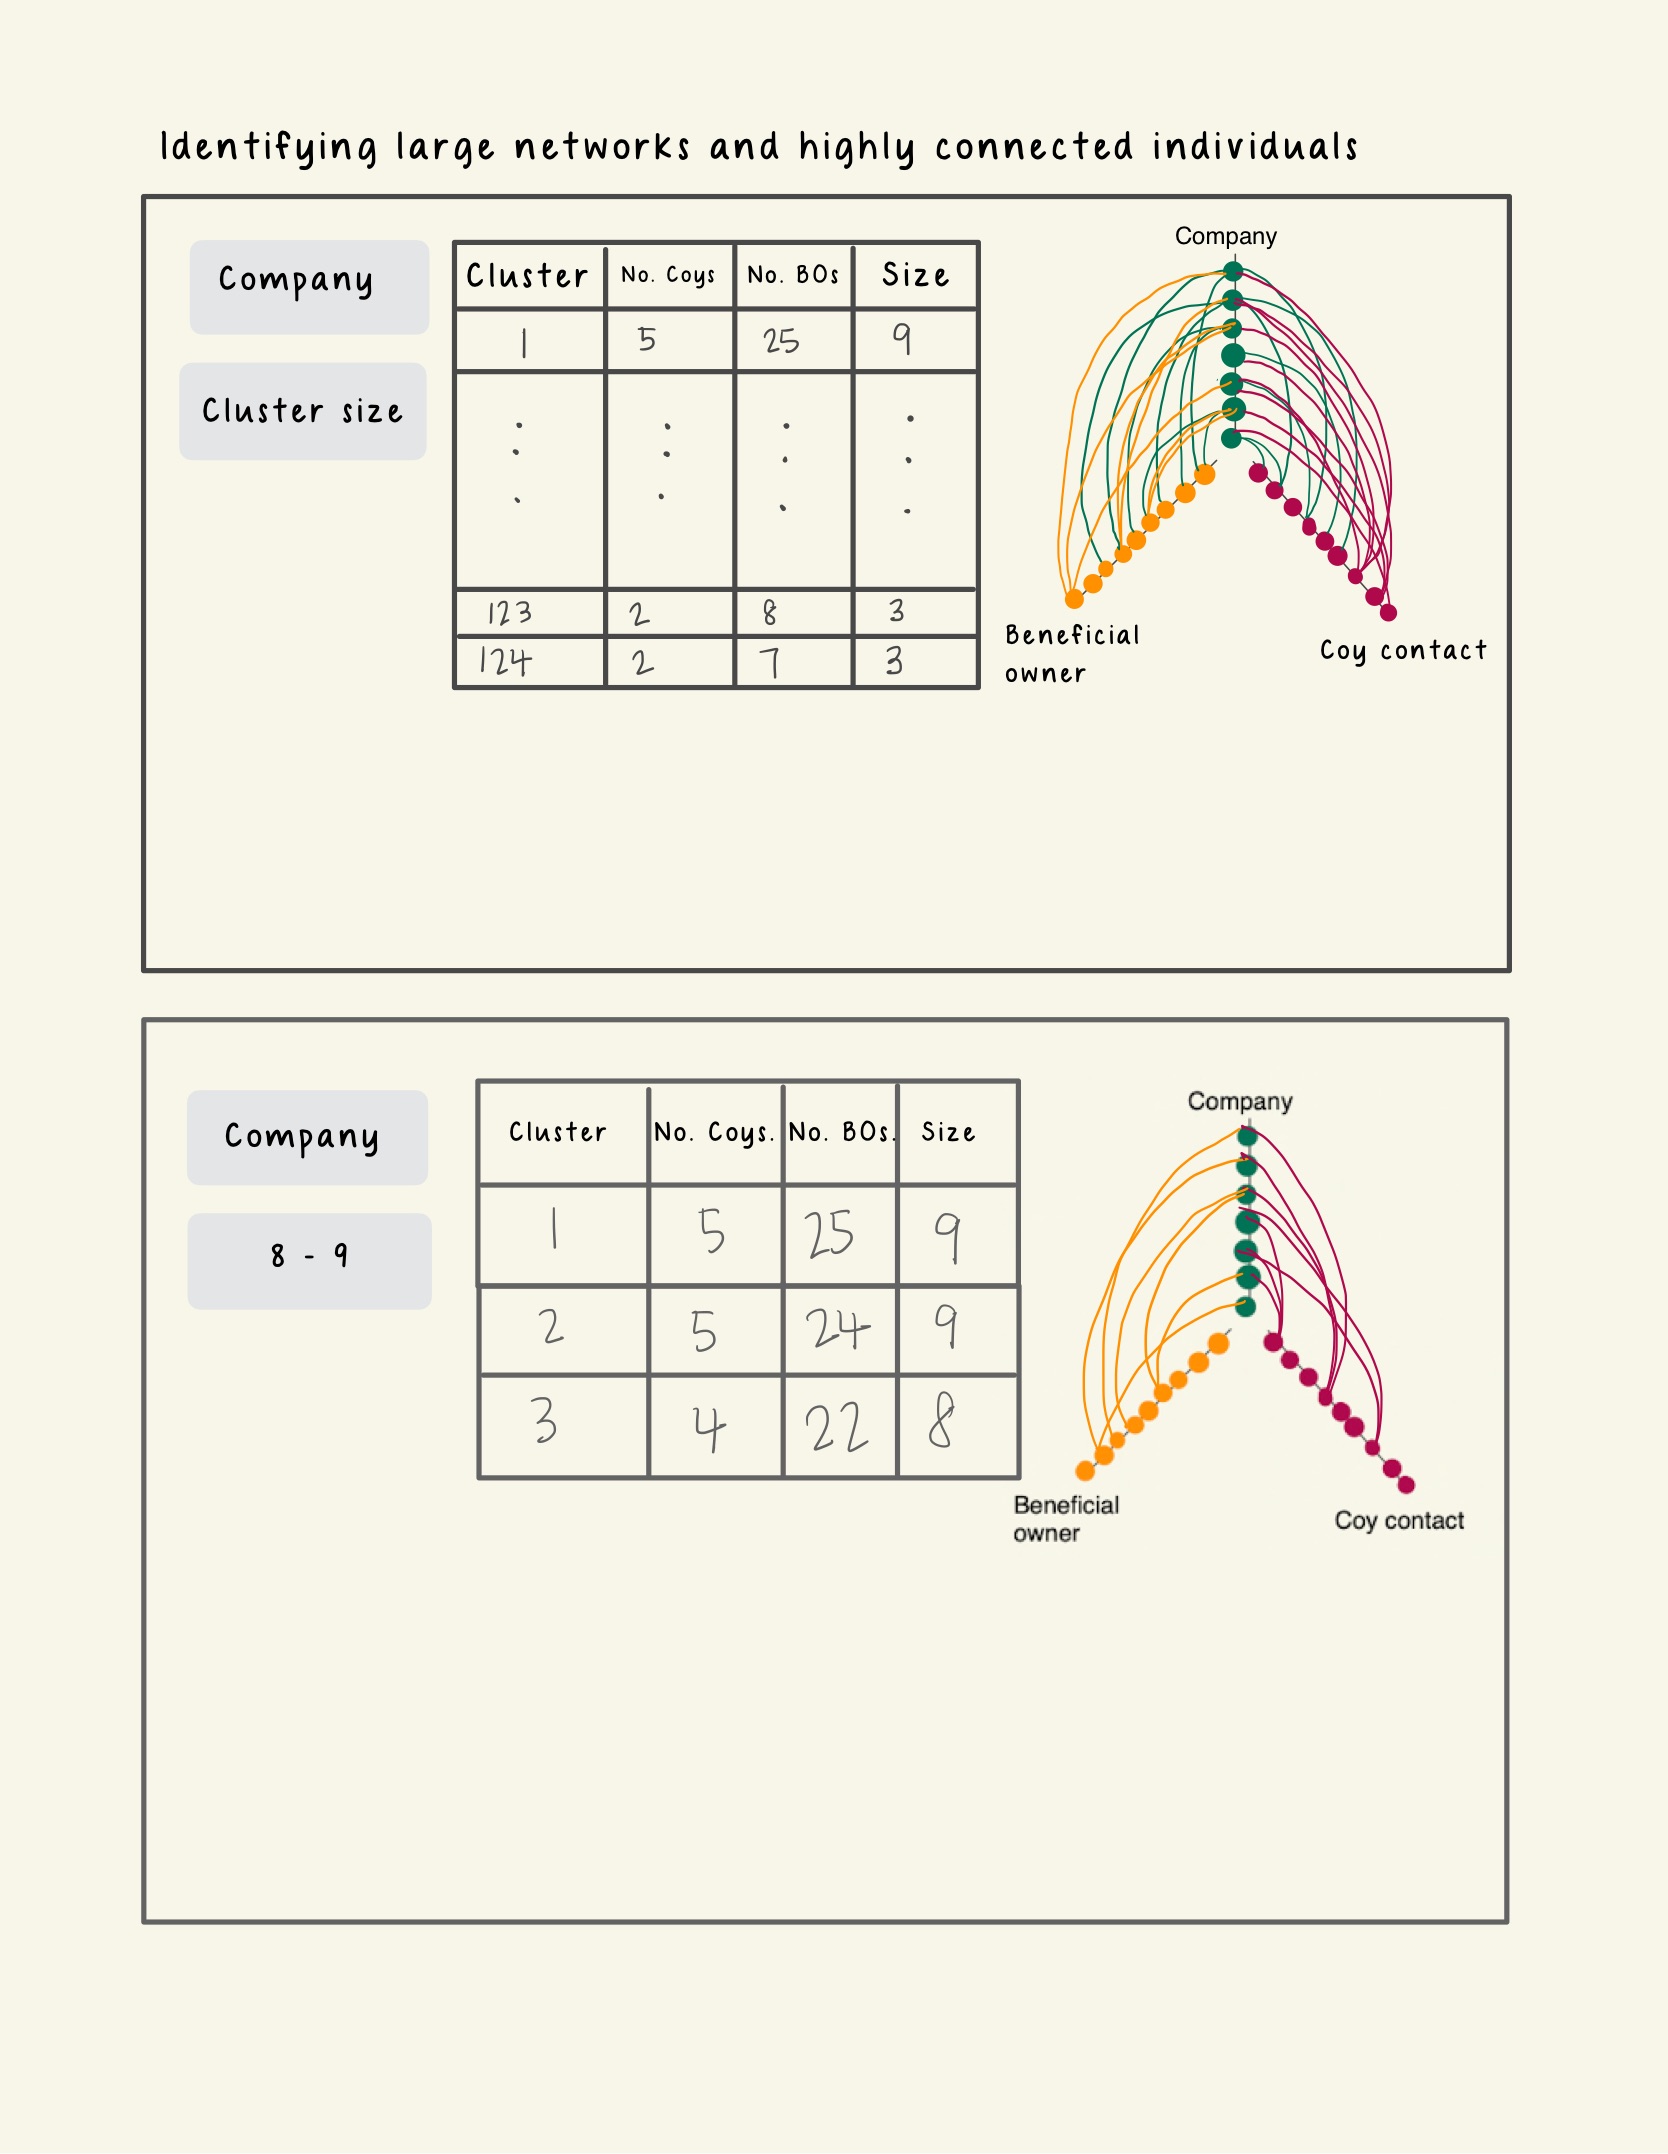 Identifying large networks and highly connected individuals
Company
Cluster size
Cluster No. Coys No. BOs Size
1 5 25 9
123 2 8 3
124 2 7 3
Company
Beneficial
owner
Coy contact
Company
8 - 9
Cluster No. Coys. No. BOs. Size
1 5 25 9
2 5 24 9
3 4 22 8
Company
Beneficial
owner
Coy contact